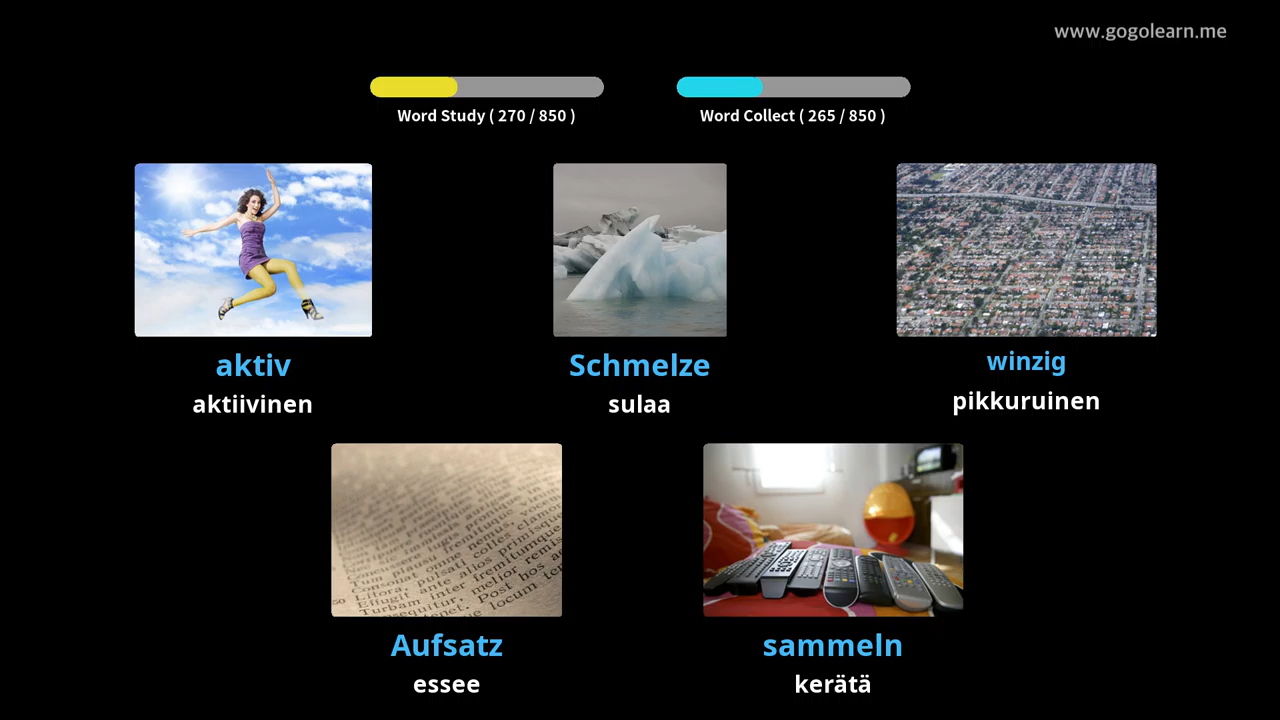 www.gogolearn.me
Word Study ( 270 / 850 )
Word Collect ( 265 / 850 )
aktiv
aktiivinen
Schmelze
sulaa
winzig
pikkuruinen
Aufsatz
essee
sammeln
kerätä